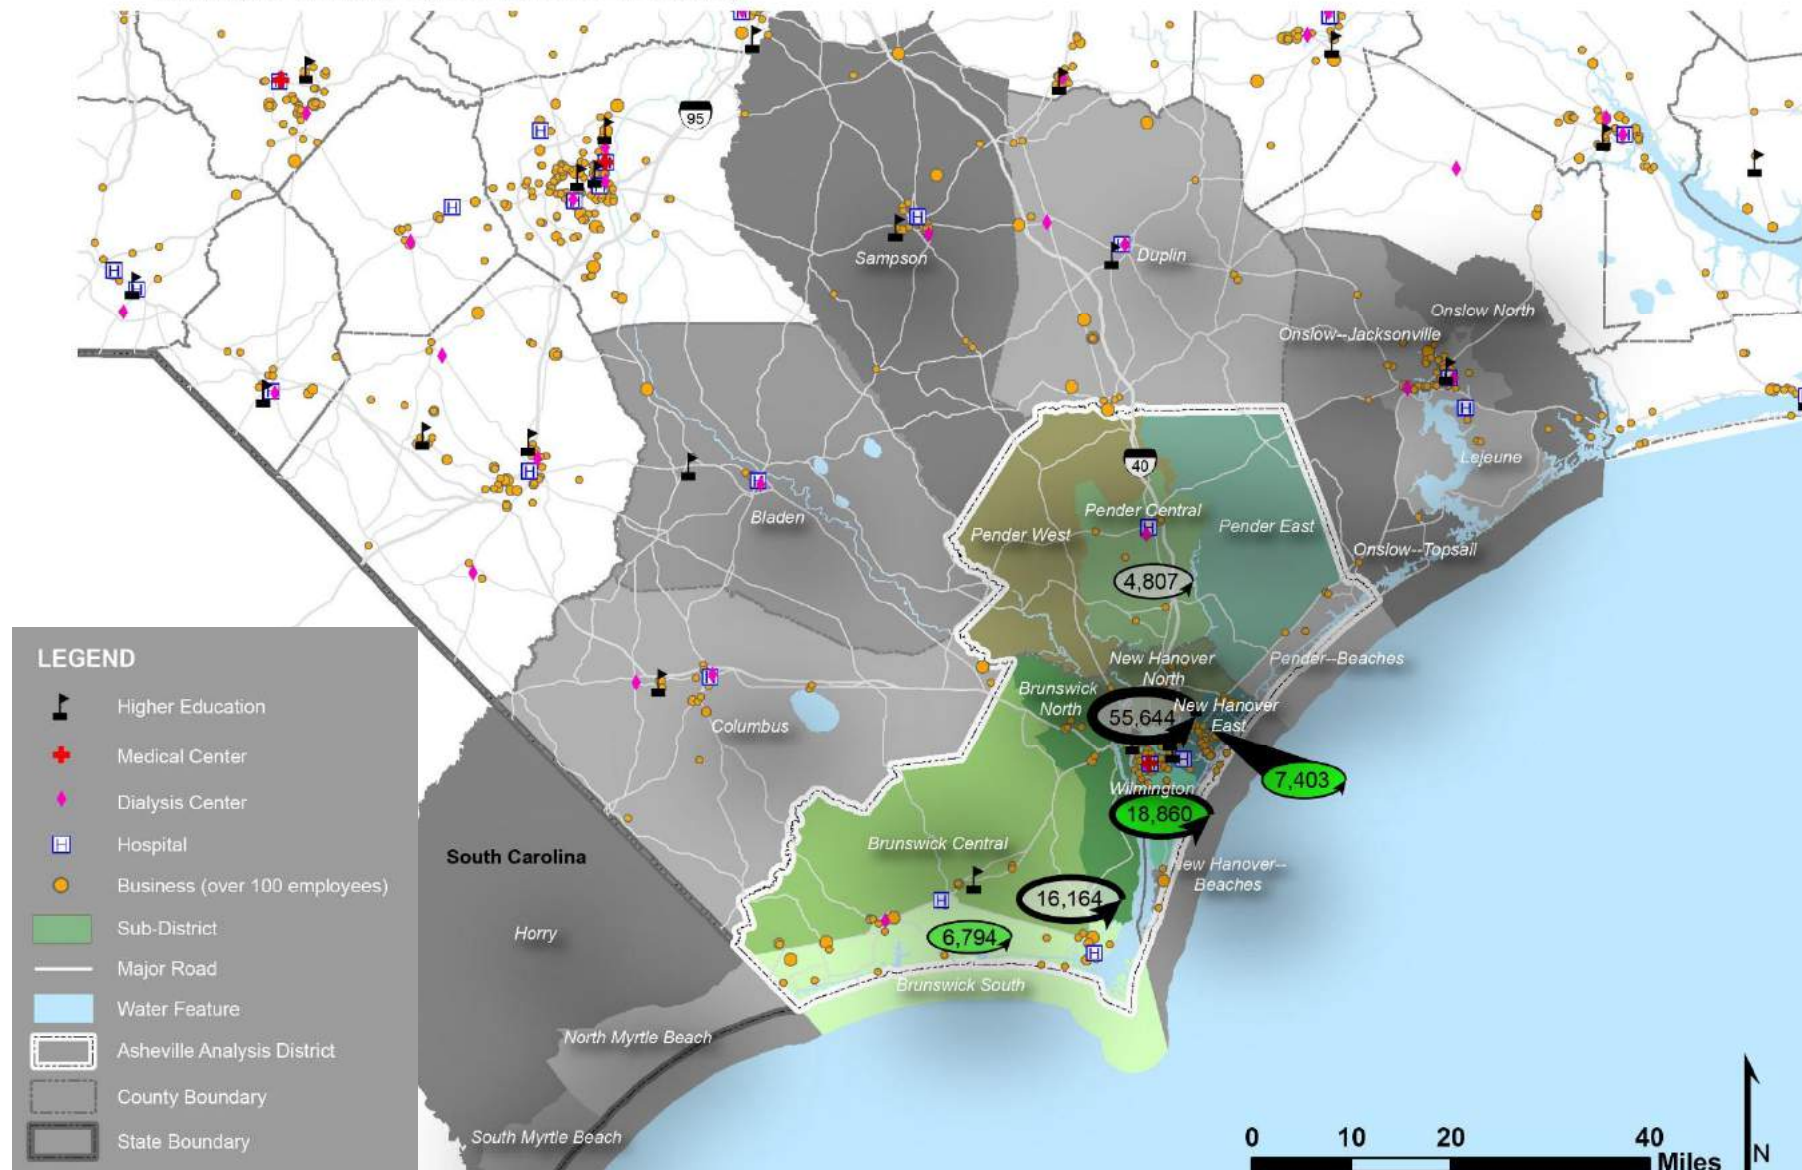 95
Sampson
Duplin
Onslow North
Onslow--Jacksonville
40
Lejeune
Pender Central
Bladen
Pender West
Pender East
Onslow--Topsail
4,807
LEGEND
Higher Education
Medical Center
Dialysis Center
Hospital
Business (over 100 employees)
Sub-District
Major Road
Water Feature
Asheville Analysis District
County Boundary
State Boundary
New Hanover
North
Pender--Beaches
Brunswick
North
55,644
New Hanover
East
Columbus
7,403
Wilmington
18,860
Brunswick Central
South Carolina
New Hanover--
Beaches
16,164
Horry
6,794
Brunswick South
North Myrtle Beach
South Myrtle Beach
0 10 20 40
Miles
N